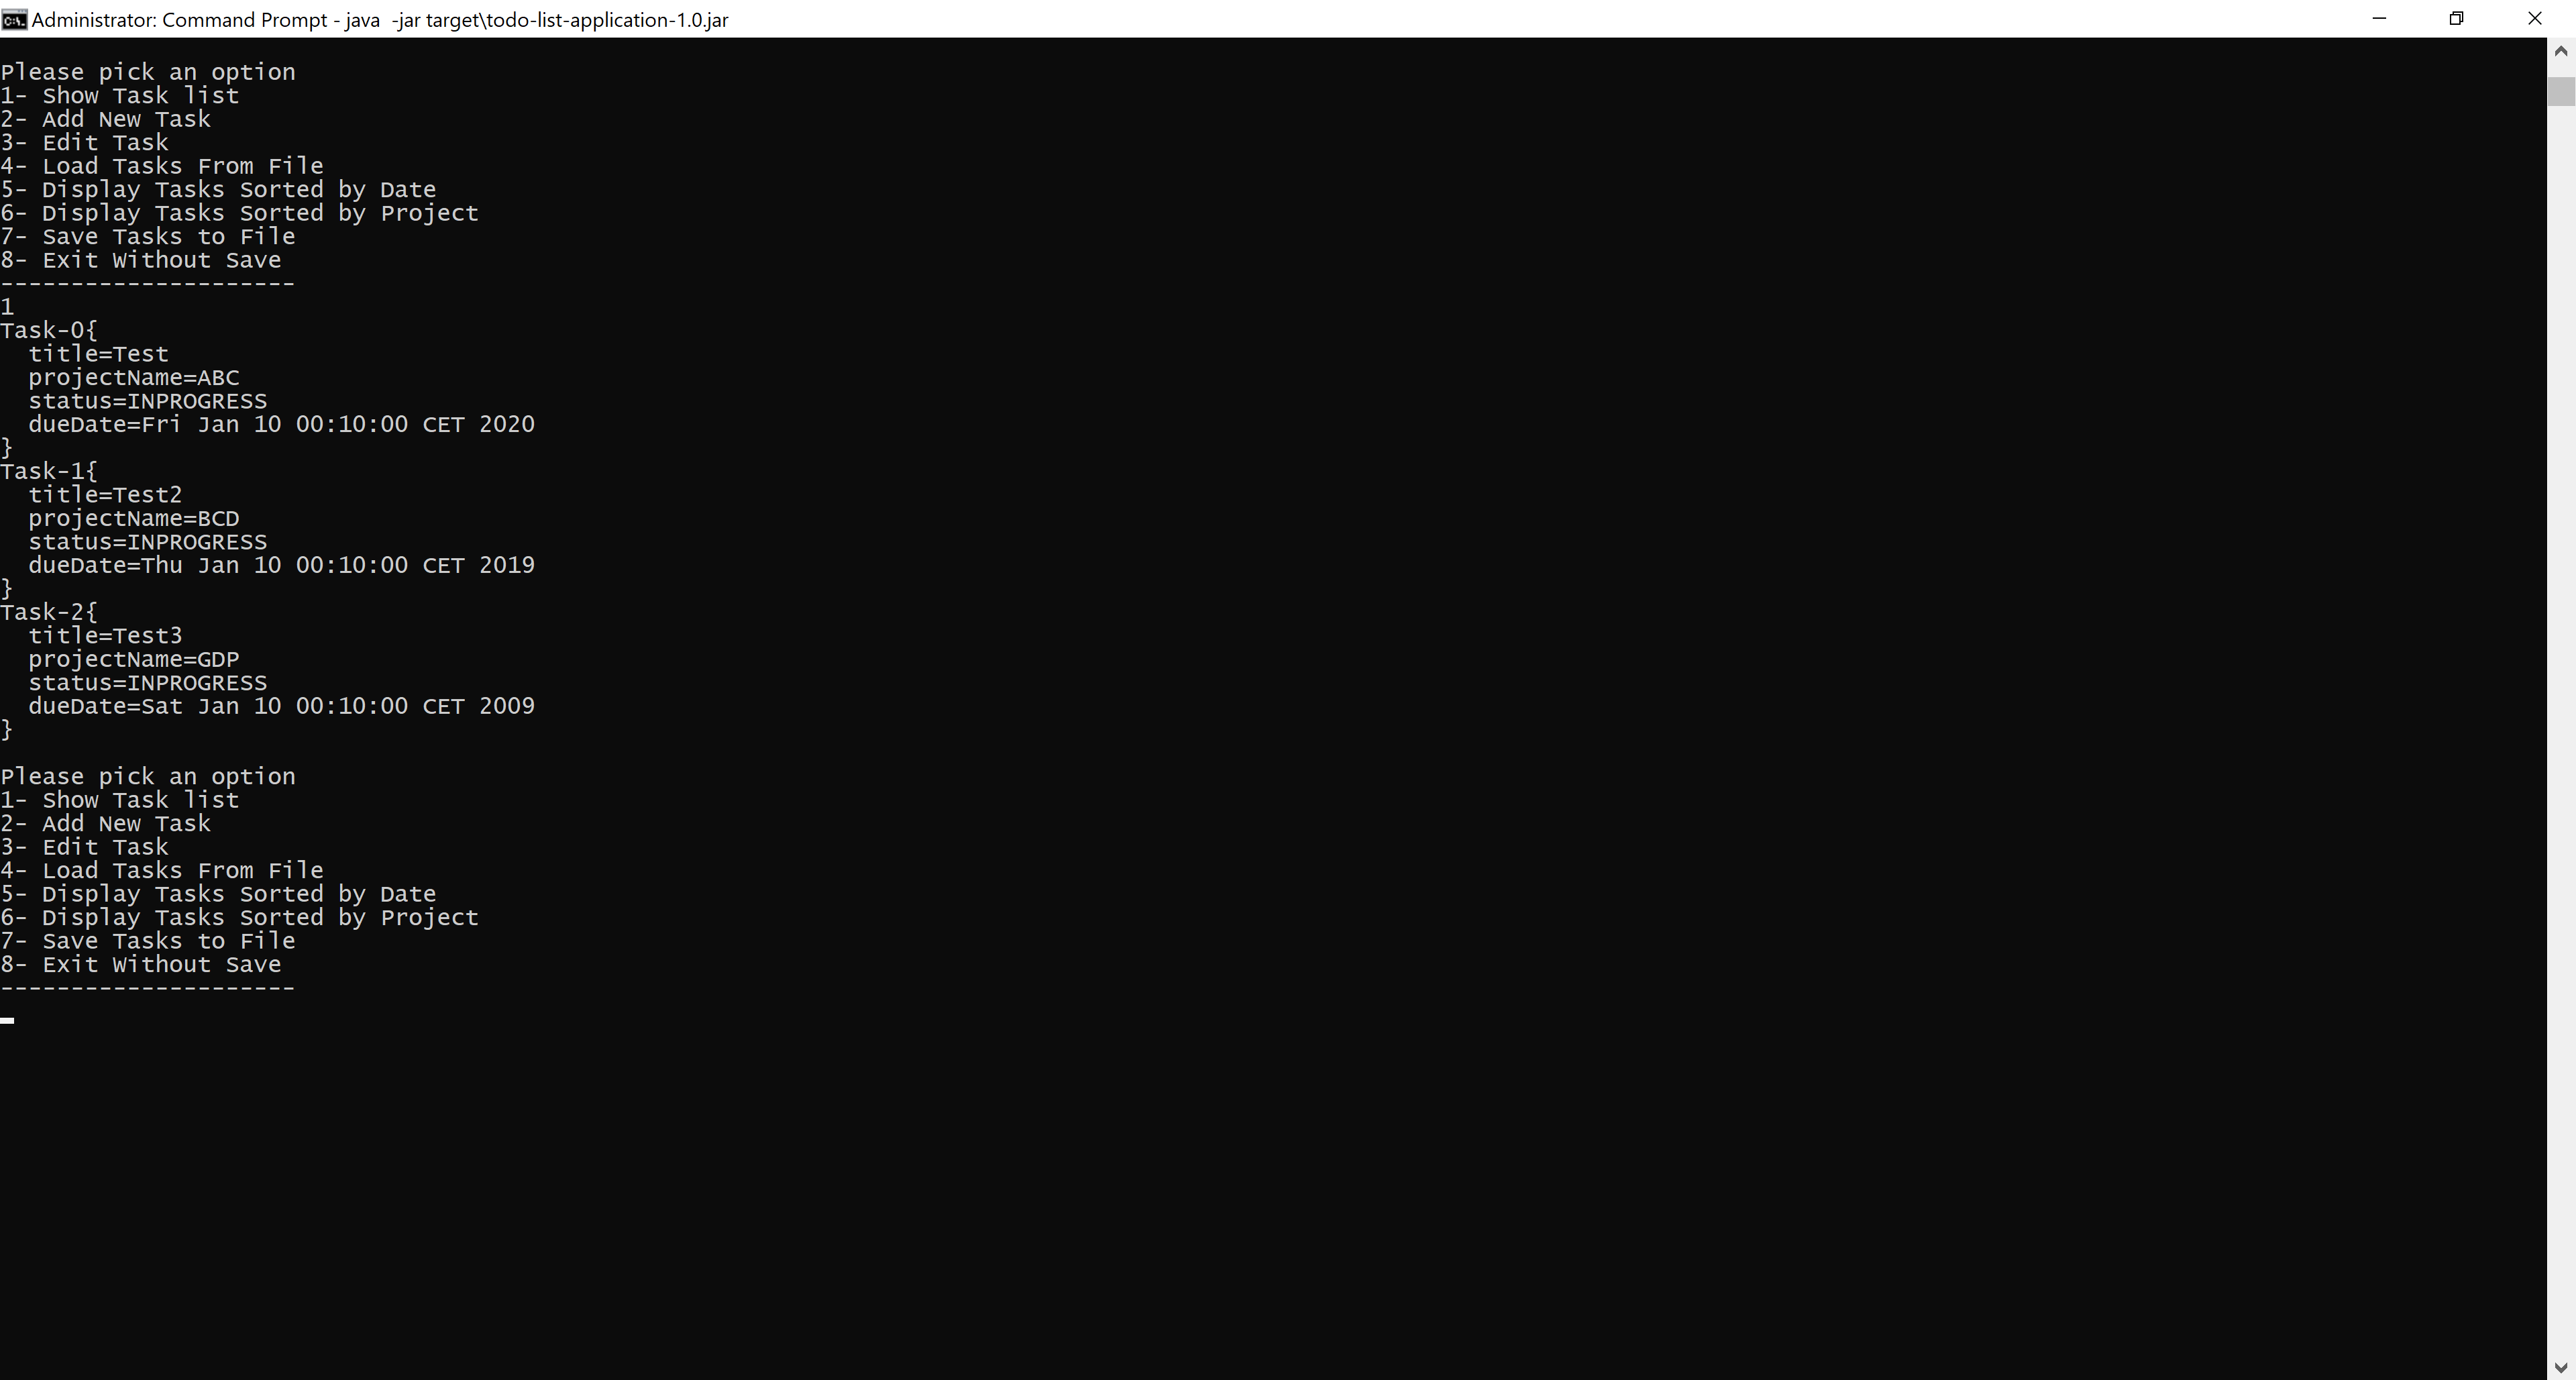 Administrator: Command Prompt - java  -jar target\todo-list-application-1.0.jar
Please pick an option
1- Show Task list
2- Add New Task
3- Edit Task
4- Load Tasks From File
5- Display Tasks Sorted by Date
6- Display Tasks Sorted by Project
7- Save Tasks to File
8- Exit Without Save
---------------------
1
Task-0{
  title=Test
  projectName=ABC
  status=INPROGRESS
  dueDate=Fri Jan 10 00:10:00 CET 2020
}
Task-1{
  title=Test2
  projectName=BCD
  status=INPROGRESS
  dueDate=Thu Jan 10 00:10:00 CET 2019
}
Task-2{
  title=Test3
  projectName=GDP
  status=INPROGRESS
  dueDate=Sat Jan 10 00:10:00 CET 2009
}
Please pick an option
1- Show Task list
2- Add New Task
3- Edit Task
4- Load Tasks From File
5- Display Tasks Sorted by Date
6- Display Tasks Sorted by Project
7- Save Tasks to File
8- Exit Without Save
---------------------